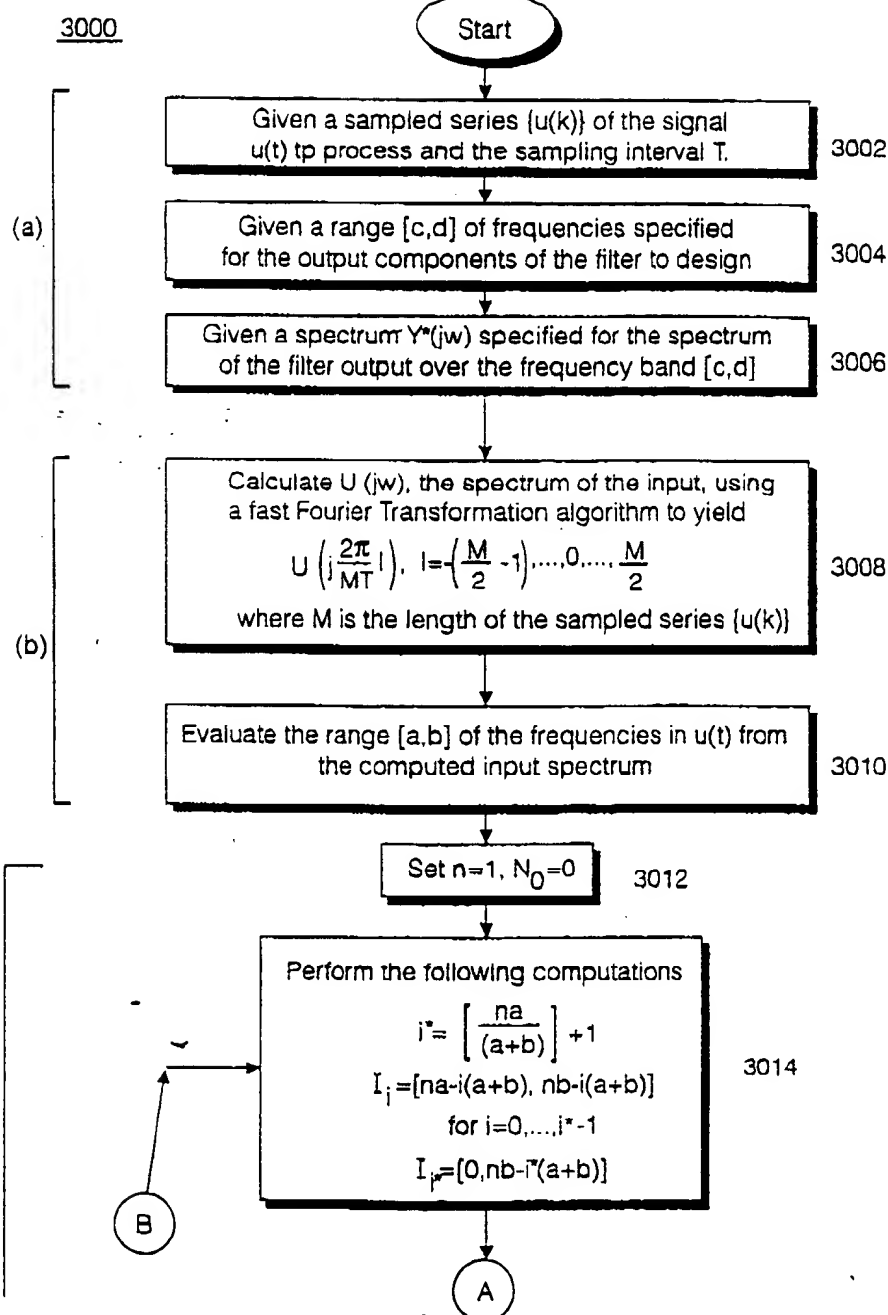 3000
Start
(a)
Given a sampled series {u(k)} of the signal
u(t) tp process and the sampling interval T.
3002
Given a range [c,d] of frequencies specified
for the output components of the filter to design
3004
Given a spectrum Y*(jw) specified for the spectrum
of the filter output over the frequency band [c,d]
3006
(b)
Calculate U (jw), the spectrum of the input, using
a fast Fourier Transformation algorithm to yield
U (j 2π/MT l), l=-(M/2 -1),...,0,..., M/2
where M is the length of the sampled series {u(k)}
3008
Evaluate the range [a,b] of the frequencies in u(t) from
the computed input spectrum
3010
Set n=1, N₀=0
3012
Perform the following computations
i*= [ na/(a+b) ] +1
I_i=[na-i(a+b), nb-i(a+b)]
for i=0,...,i*-1
I_i*=[0,nb-i*(a+b)]
3014
B
A